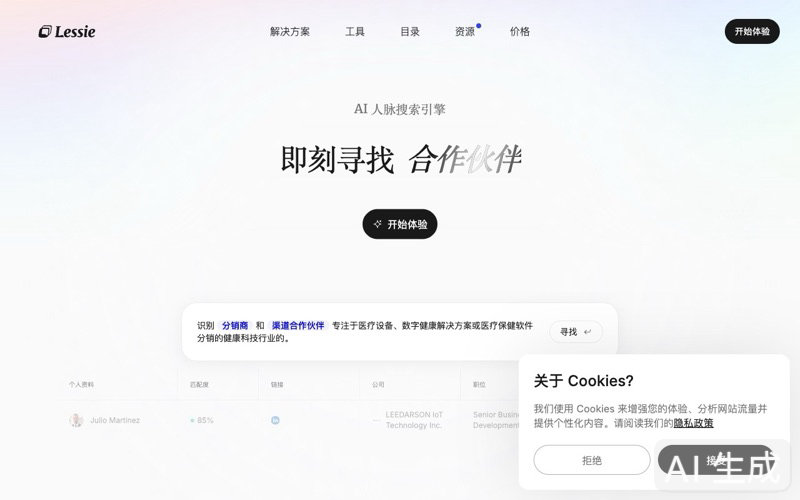 Lessie
解决方案
工具
目录
资源
价格
开始体验
AI 人脉搜索引擎
即刻寻找 合作伙伴
开始体验
识别 分销商 和 渠道合作伙伴 专注于医疗设备、数字健康解决方案或医疗保健软件
分销的健康科技行业的。
寻找
个人资料
匹配度
链接
公司
职位
Julio Martinez
85%
LEEDARSON IoT
Technology Inc.
Senior Busin
Development
关于 Cookies?
我们使用 Cookies 来增强您的体验、分析网站流量并
提供个性化内容。请阅读我们的隐私政策
拒绝
接受
AI 生成